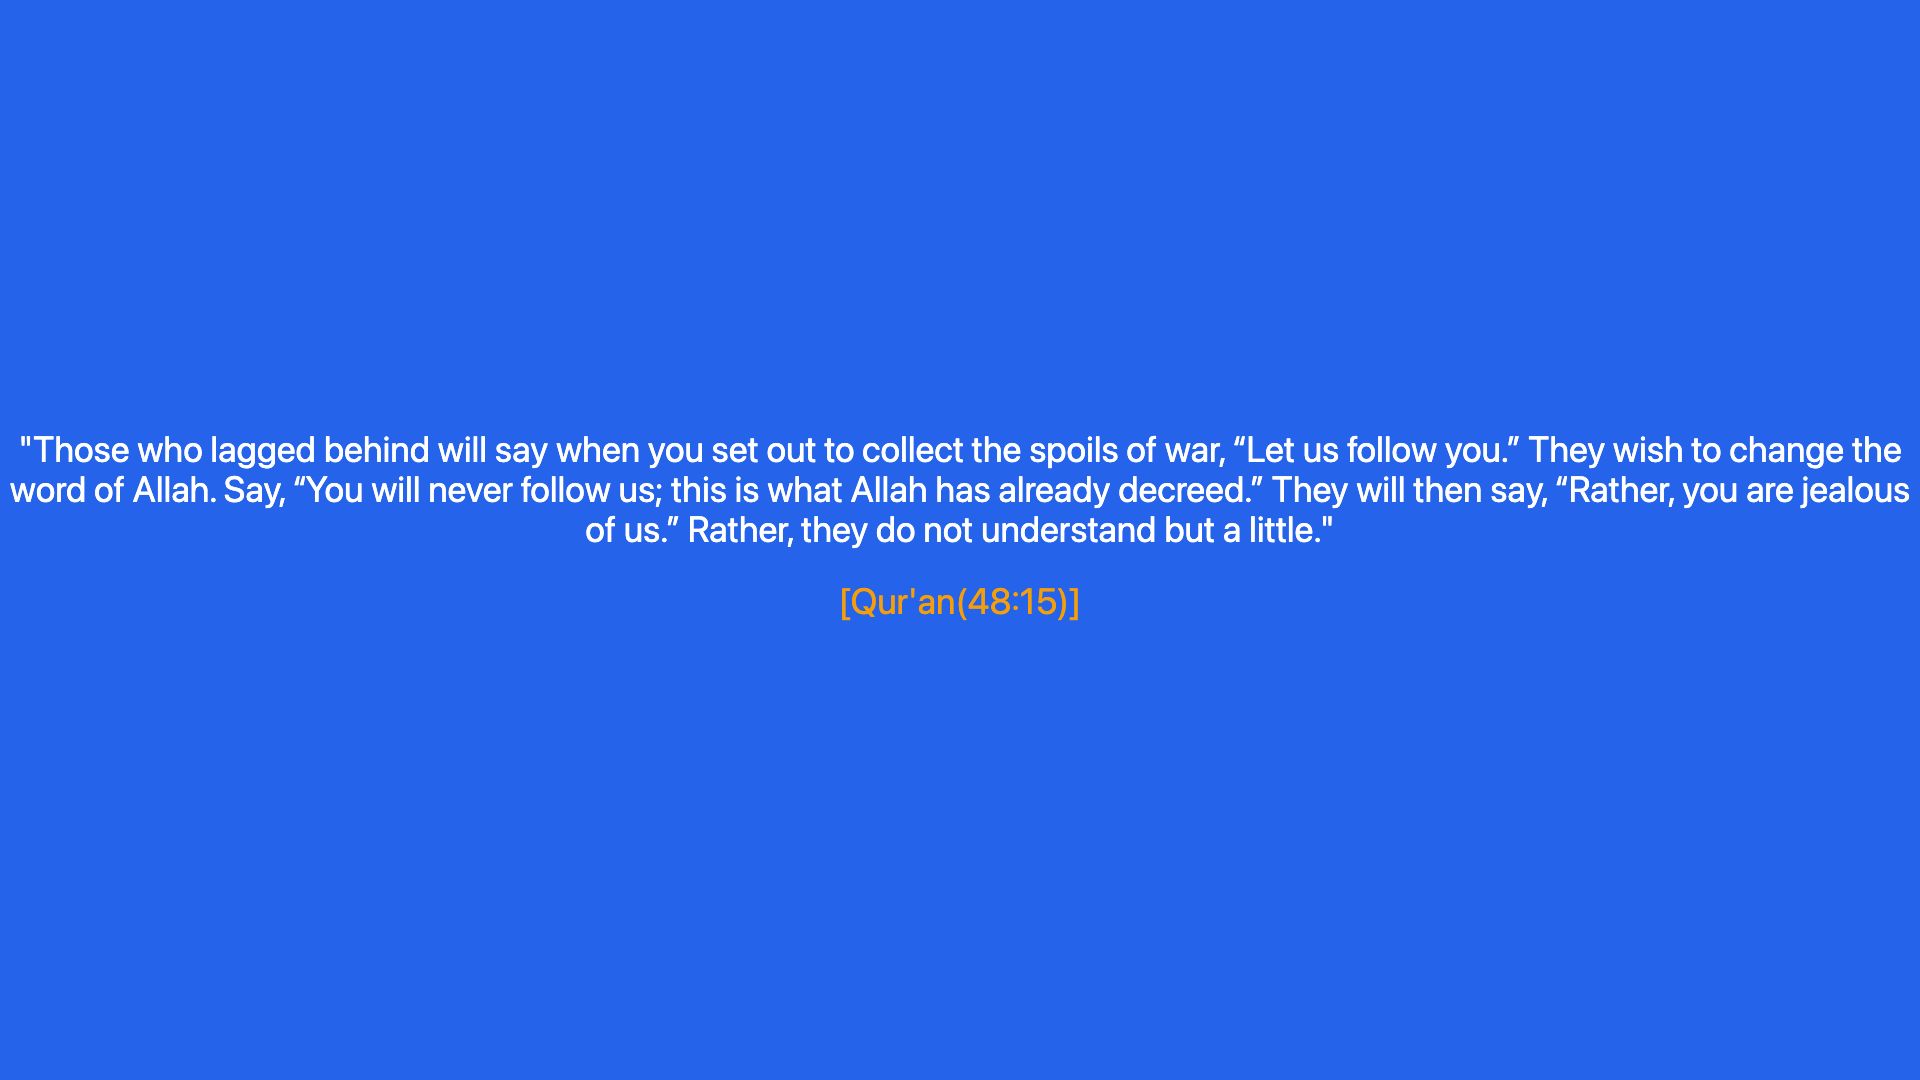 "Those who lagged behind will say when you set out to collect the spoils of war, “Let us follow you.” They wish to change the
word of Allah. Say, “You will never follow us; this is what Allah has already decreed.” They will then say, “Rather, you are jealous
of us.” Rather, they do not understand but a little."
[Qur'an(48:15)]